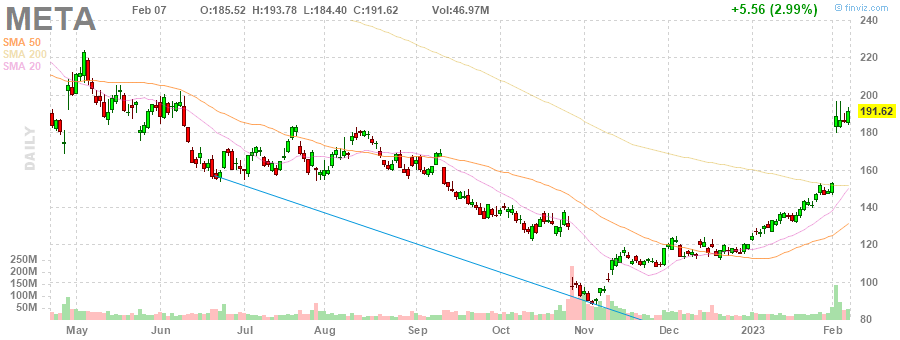 META
Feb 07 O:185.52 H:193.78 L:184.40 C:191.62 Vol:46.97M +5.56 (2.99%)
@ finviz.com
SMA 50
SMA 200
SMA 20
DAILY
240
220
200
191.62
180
160
140
120
100
80
250M
200M
150M
100M
50M
May Jun Jul Aug Sep Oct Nov Dec 2023 Feb